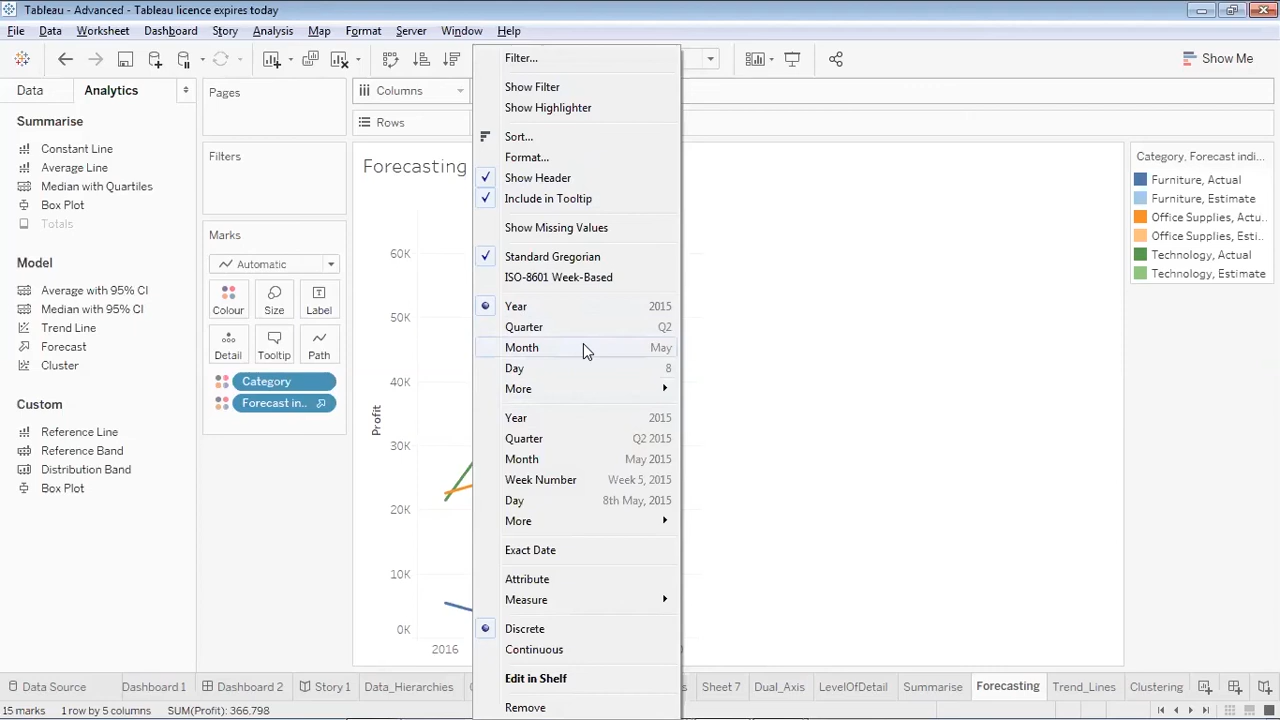 Tableau - Advanced - Tableau licence expires today
File Data Worksheet Dashboard Story Analysis Map Format Server Window Help
Show Me
Data Analytics
Pages
Columns
Rows
Summarise
Constant Line
Average Line
Median with Quartiles
Box Plot
Totals
Model
Average with 95% CI
Median with 95% CI
Trend Line
Forecast
Cluster
Custom
Reference Line
Reference Band
Distribution Band
Box Plot
Filters
Marks
Automatic
Colour Size Label
Detail Tooltip Path
Category
Forecast in..
Forecasting
Profit
60K
50K
40K
30K
20K
10K
0K
2016
Filter...
Show Filter
Show Highlighter
Sort...
Format...
Show Header
Include in Tooltip
Show Missing Values
Standard Gregorian
ISO-8601 Week-Based
Year 2015
Quarter Q2
Month May
Day 8
More
Year 2015
Quarter Q2 2015
Month May 2015
Week Number Week 5, 2015
Day 8th May, 2015
More
Exact Date
Attribute
Measure
Discrete
Continuous
Edit in Shelf
Remove
Category, Forecast indi...
Furniture, Actual
Furniture, Estimate
Office Supplies, Actu...
Office Supplies, Esti...
Technology, Actual
Technology, Estimate
Data Source Dashboard 1 Dashboard 2 Story 1 Data_Hierarchies Sheet 7 Dual_Axis LevelOfDetail Summarise Forecasting Trend_Lines Clustering
15 marks 1 row by 5 columns SUM(Profit): 366,798